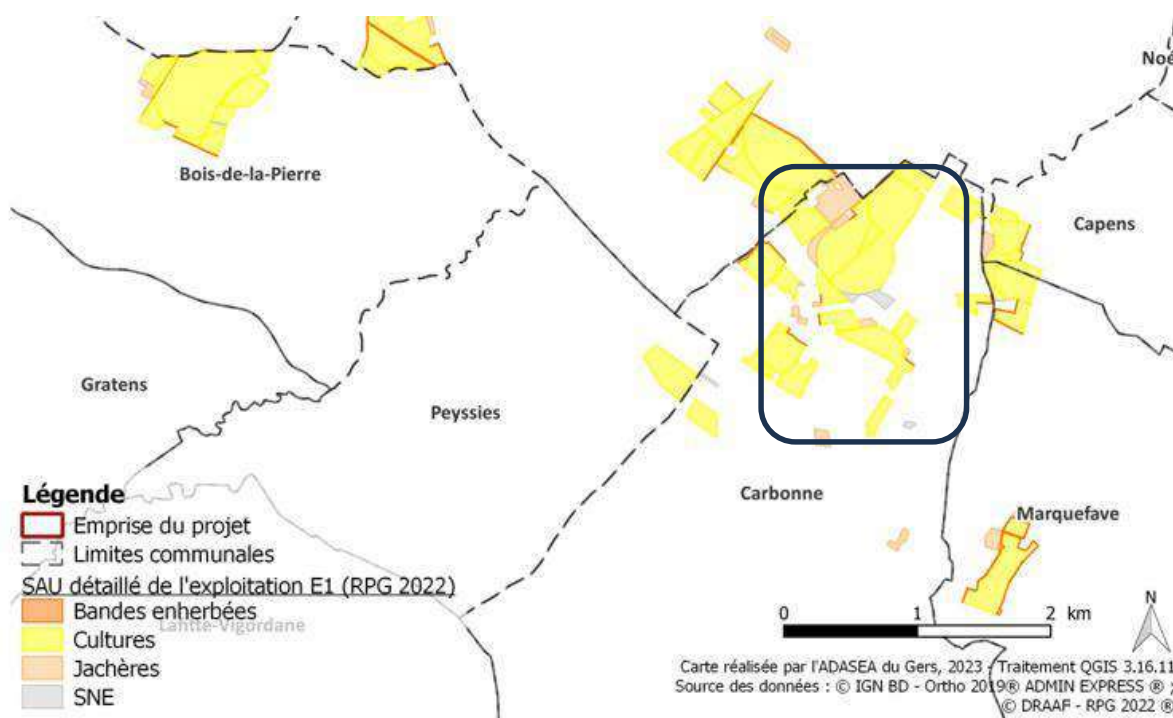 Noé
Bois-de-la-Pierre
Capens
Gratens
Peyssies
Carbonne
Marquefave
Légende
Emprise du projet
Limites communales
SAU détaillé de l'exploitation E1 (RPG 2022)
Bandes enherbées
Lahtte-Vigordane
Cultures
Jachères
SNE
0 1 2 km
N
Carte réalisée par l'ADASEA du Gers, 2023 - Traitement QGIS 3.16.11
Source des données : © IGN BD - Ortho 2019® ADMIN EXPRESS ®
© DRAAF - RPG 2022 ®